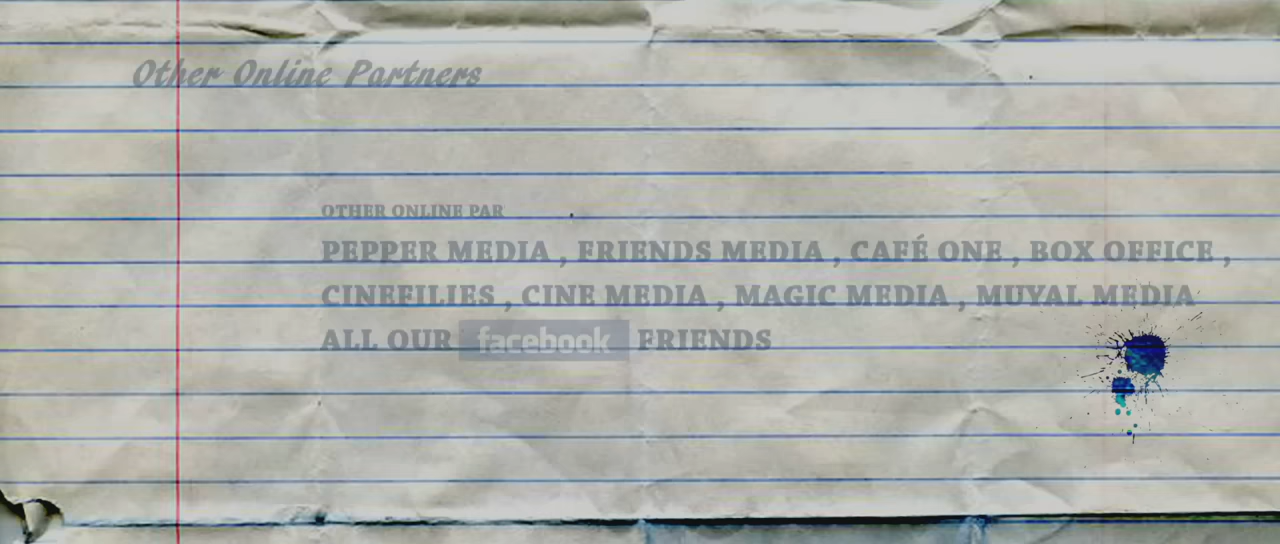 Other Online Partners
OTHER ONLINE PAR
PEPPER MEDIA , FRIENDS MEDIA , CAFÉ ONE , BOX OFFICE ,
CINEFILIES , CINE MEDIA , MAGIC MEDIA , MUYAL MEDIA
ALL OUR facebook FRIENDS